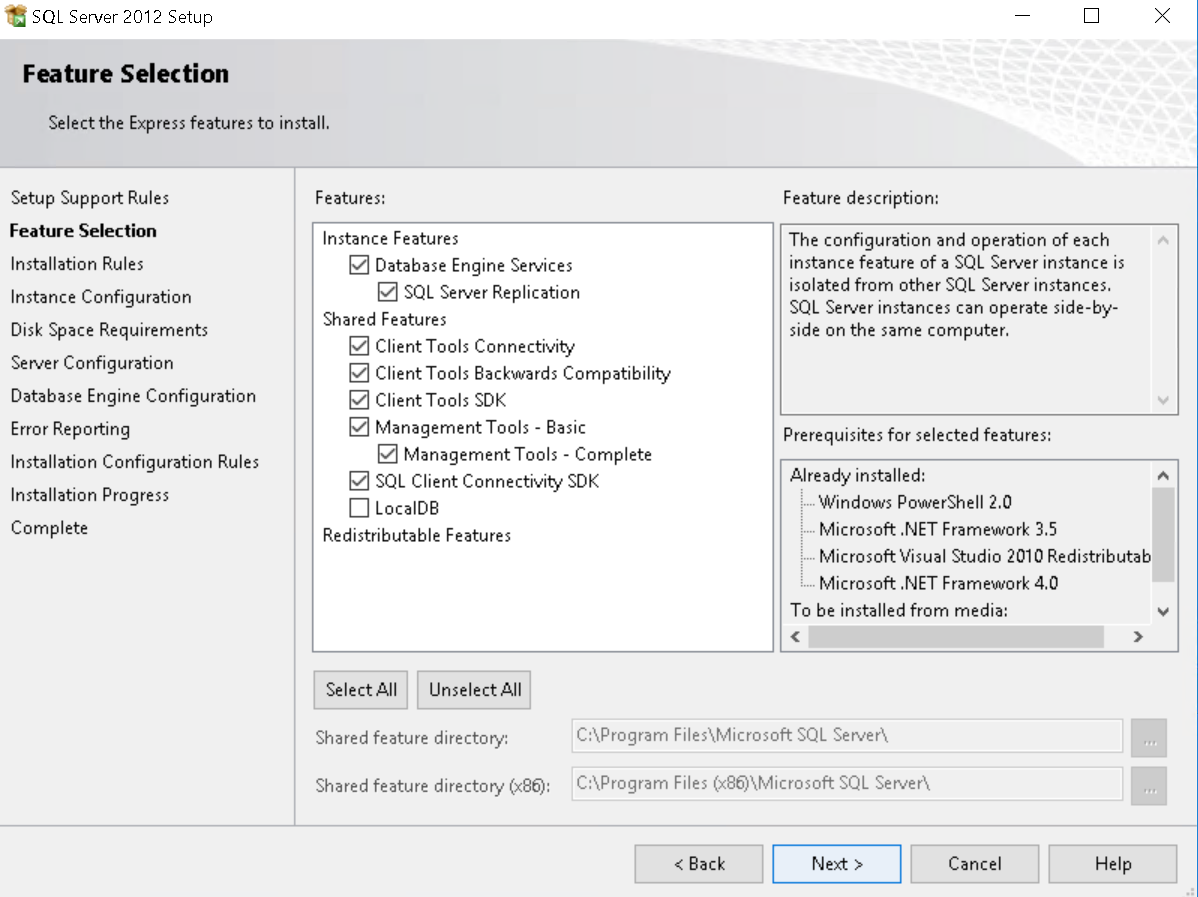 SQL Server 2012 Setup
Feature Selection
Select the Express features to install.
Setup Support Rules
Feature Selection
Installation Rules
Instance Configuration
Disk Space Requirements
Server Configuration
Database Engine Configuration
Error Reporting
Installation Configuration Rules
Installation Progress
Complete
Features:
Instance Features
Database Engine Services
SQL Server Replication
Shared Features
Client Tools Connectivity
Client Tools Backwards Compatibility
Client Tools SDK
Management Tools - Basic
Management Tools - Complete
SQL Client Connectivity SDK
LocalDB
Redistributable Features
Feature description:
The configuration and operation of each
instance feature of a SQL Server instance is
isolated from other SQL Server instances.
SQL Server instances can operate side-by-
side on the same computer.
Prerequisites for selected features:
Already installed:
Windows PowerShell 2.0
Microsoft .NET Framework 3.5
Microsoft Visual Studio 2010 Redistributab
Microsoft .NET Framework 4.0
To be installed from media:
Select All
Unselect All
Shared feature directory:
C:\Program Files\Microsoft SQL Server\
...
Shared feature directory (x86):
C:\Program Files (x86)\Microsoft SQL Server\
...
< Back
Next >
Cancel
Help